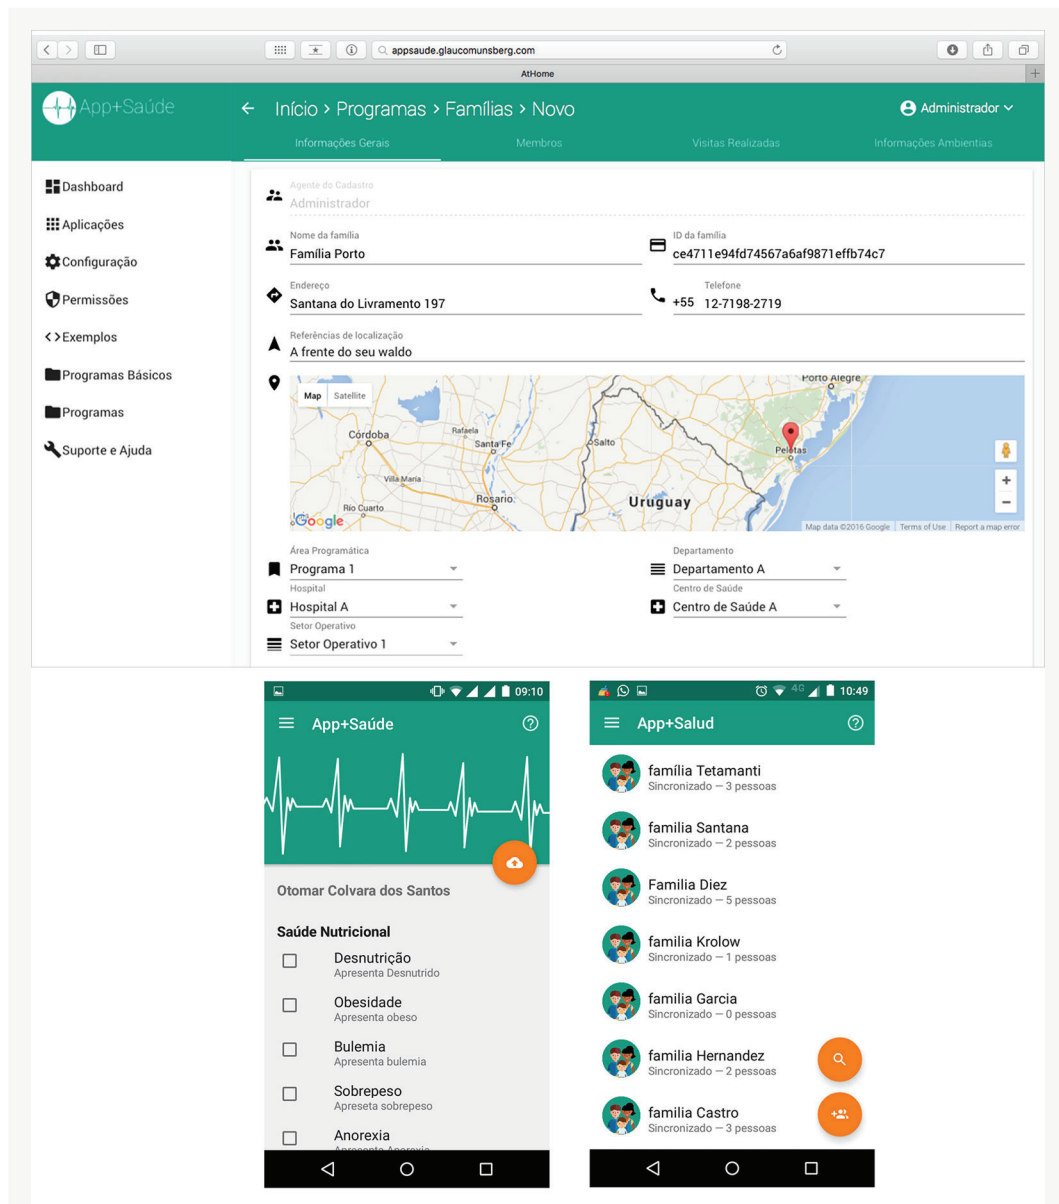 appsaude.glaucomunsberg.com
AtHome
App+Saúde
Início > Programas > Famílias > Novo
Administrador
Informações Gerais
Membros
Visitas Realizadas
Informações Ambientias
Dashboard
Aplicações
Configuração
Permissões
Exemplos
Programas Básicos
Programas
Suporte e Ajuda
Agente do Cadastro
Administrador
Nome da família
Família Porto
ID da família
ce4711e94fd74567a6af9871effb74c7
Endereço
Santana do Livramento 197
Telefone
+55 12-7198-2719
Referências de localização
A frente do seu waldo
Map Satellite
Porto Alegre
Córdoba
Rafaela
Santa Fe
Salto
Pelotas
Villa María
Rosario
Río Cuarto
Uruguay
Google
Map data ©2016 Google Terms of Use Report a map error
Área Programática
Programa 1
Departamento
Departamento A
Hospital
Hospital A
Centro de Saúde
Centro de Saúde A
Setor Operativo
Setor Operativo 1
09:10
App+Saúde
Otomar Colvara dos Santos
Saúde Nutricional
Desnutrição
Apresenta Desnutrido
Obesidade
Apresenta obeso
Bulemia
Apresenta bulemia
Sobrepeso
Apreseta sobrepeso
Anorexia
Apresenta Anorexia
4G 10:49
App+Salud
família Tetamanti
Sincronizado — 3 pessoas
familia Santana
Sincronizado — 2 pessoas
Familia Diez
Sincronizado — 5 pessoas
familia Krolow
Sincronizado — 1 pessoas
familia Garcia
Sincronizado — 0 pessoas
familia Hernandez
Sincronizado — 2 pessoas
familia Castro
Sincronizado — 3 pessoas